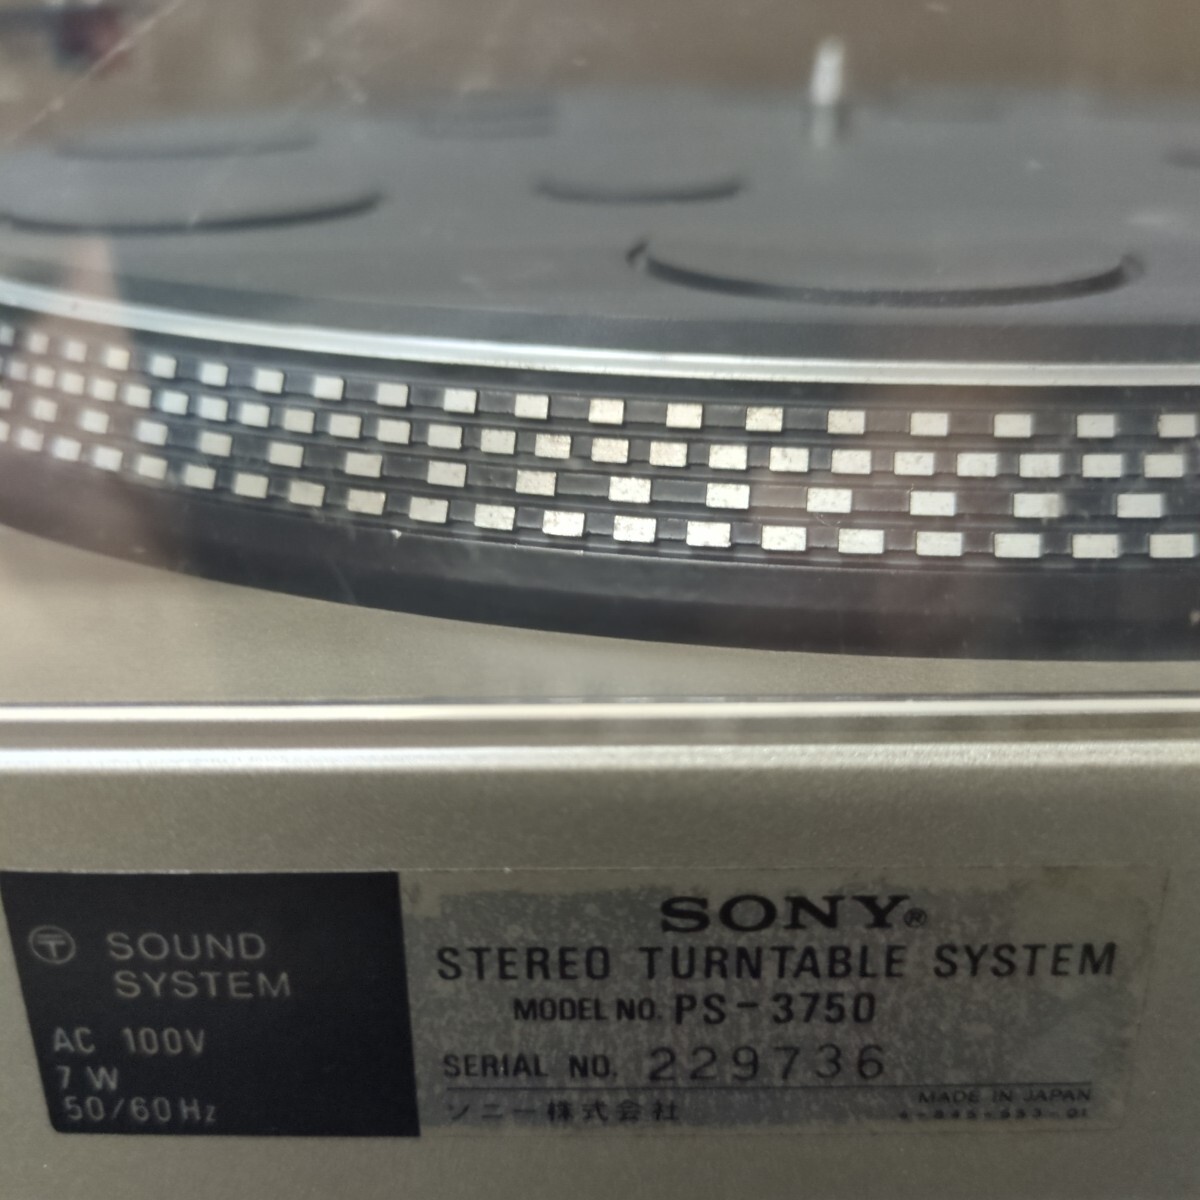 〒 SOUND
SYSTEM
AC 100V
7 W
50/60 Hz
SONY®
STEREO TURNTABLE SYSTEM
MODEL NO. PS-3750
SERIAL NO. 229736
ソニー株式会社
MADE IN JAPAN